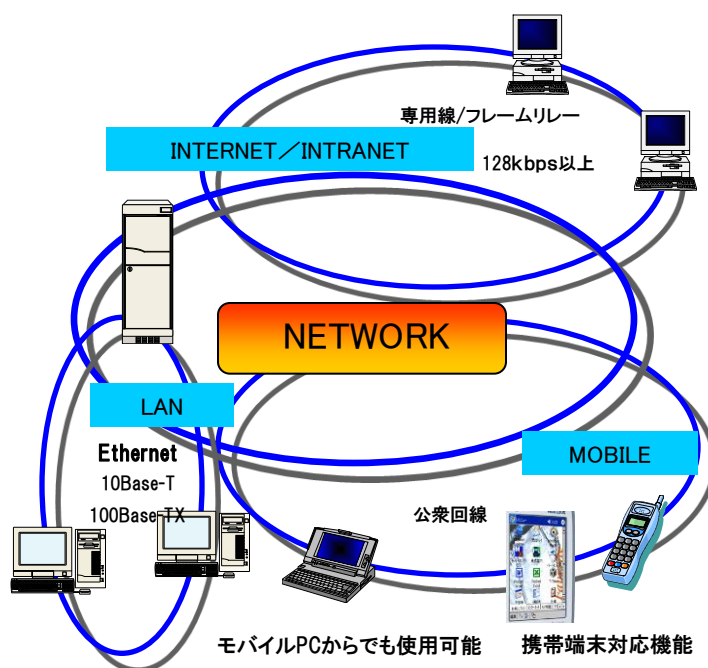 専用線/フレームリレー
INTERNET/INTRANET
128kbps以上
NETWORK
LAN
Ethernet
10Base-T
100Base-TX
MOBILE
公衆回線
モバイルPCからでも使用可能
携帯端末対応機能